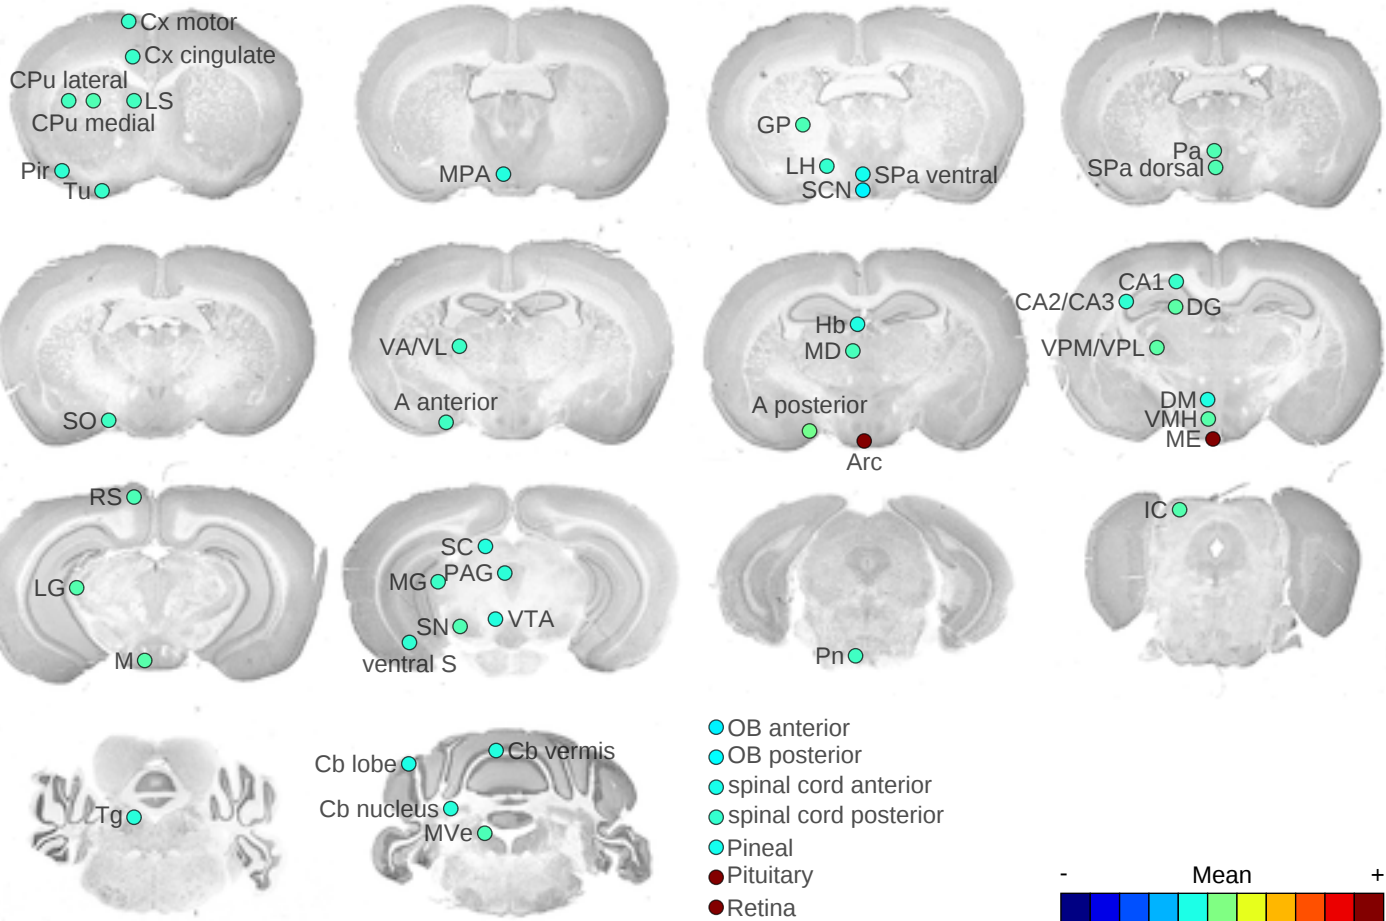 Cx motor
Cx cingulate
CPu lateral
LS
CPu medial
Pir
Tu
MPA
GP
LH
SPa ventral
SCN
Pa
SPa dorsal
SO
VA/VL
A anterior
Hb
MD
A posterior
Arc
CA1
CA2/CA3
DG
VPM/VPL
DM
VMH
ME
RS
LG
M
SC
PAG
MG
VTA
SN
ventral S
Pn
IC
Tg
Cb lobe
Cb vermis
Cb nucleus
MVe
OB anterior
OB posterior
spinal cord anterior
spinal cord posterior
Pineal
Pituitary
Retina
- Mean +